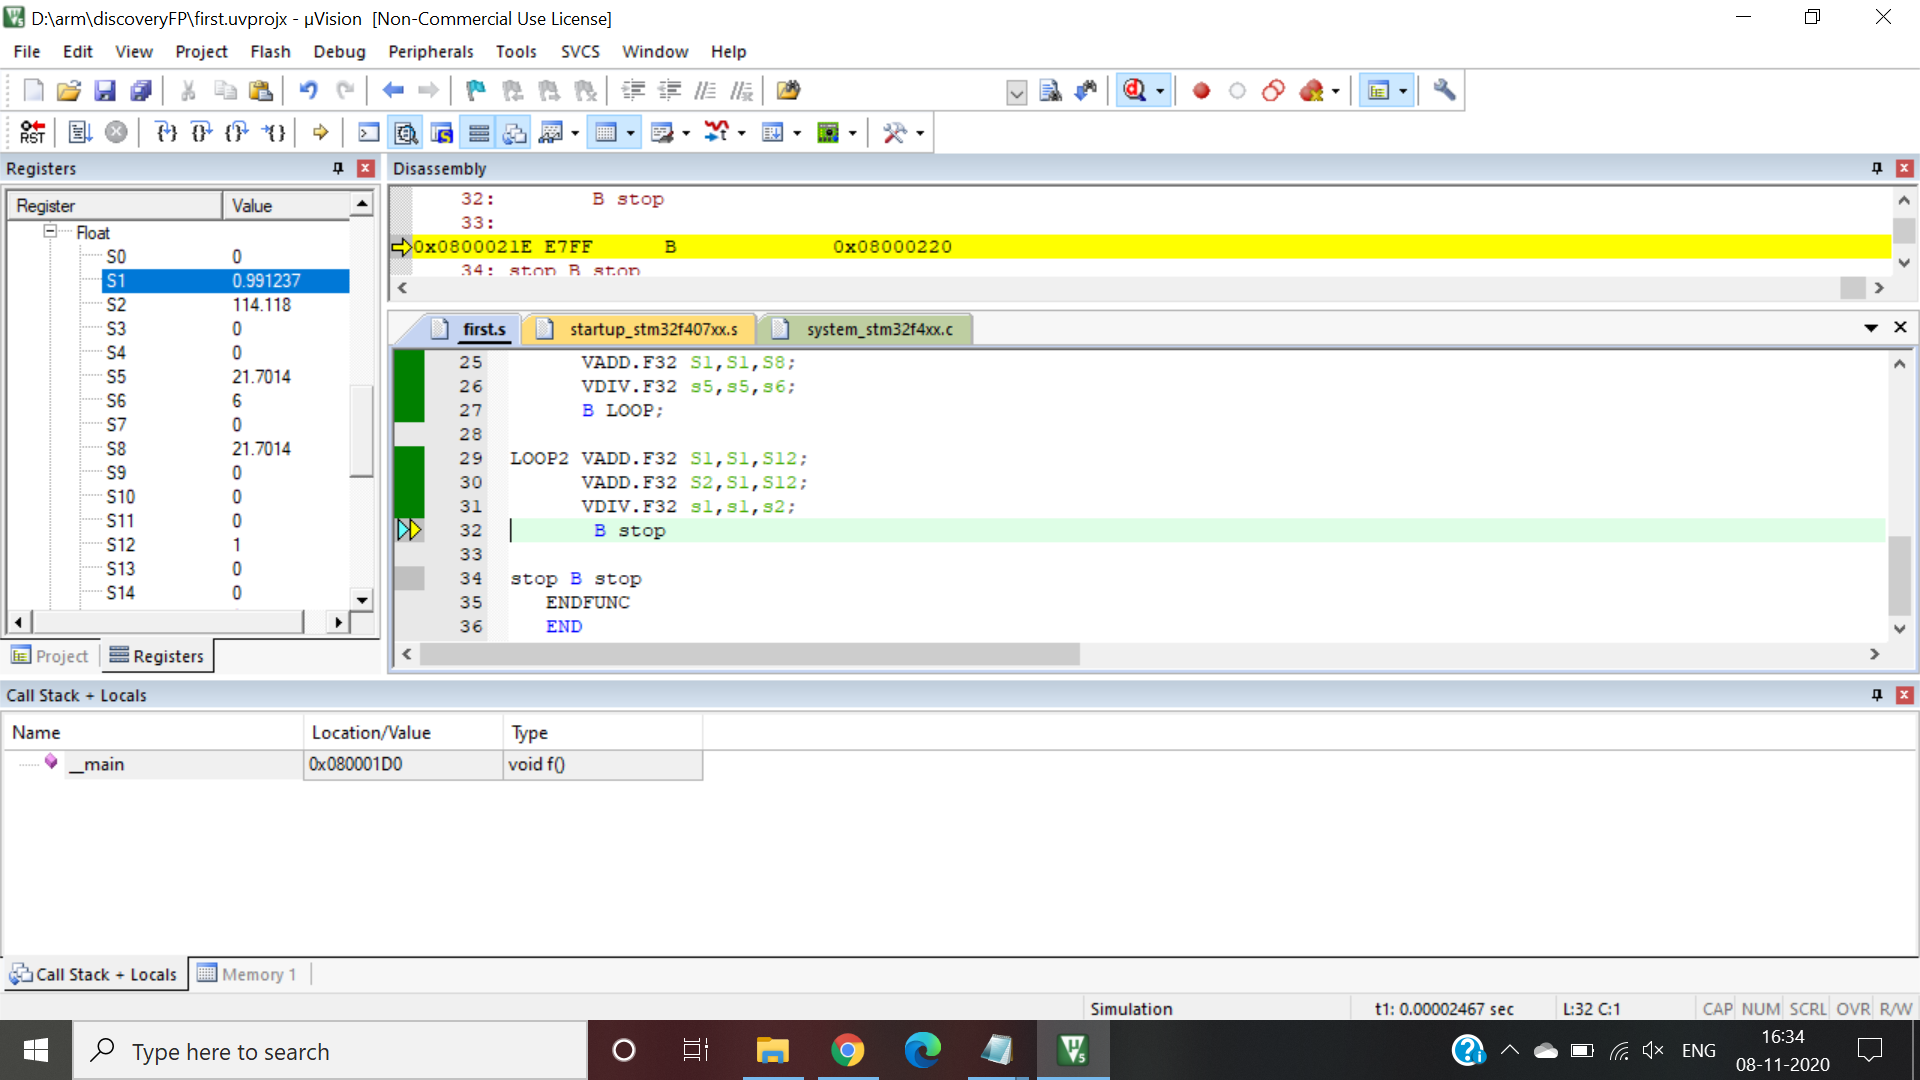 D:\arm\discoveryFP\first.uvprojx - µVision  [Non-Commercial Use License]
File Edit View Project Flash Debug Peripherals Tools SVCS Window Help
RST
Registers
Register Value
Float
S0 0
S1 0.991237
S2 114.118
S3 0
S4 0
S5 21.7014
S6 6
S7 0
S8 21.7014
S9 0
S10 0
S11 0
S12 1
S13 0
S14 0
Project Registers
Disassembly
32: B stop
33:
0x0800021E E7FF B 0x08000220
34: stop B stop
first.s startup_stm32f407xx.s system_stm32f4xx.c
25 VADD.F32 S1,S1,S8;
26 VDIV.F32 s5,s5,s6;
27 B LOOP;
28
29 LOOP2 VADD.F32 S1,S1,S12;
30 VADD.F32 S2,S1,S12;
31 VDIV.F32 s1,s1,s2;
32 B stop
33
34 stop B stop
35 ENDFUNC
36 END
Call Stack + Locals
Name Location/Value Type
__main 0x080001D0 void f()
Call Stack + Locals Memory 1
Simulation t1: 0.00002467 sec L:32 C:1 CAP NUM SCRL OVR R/W
Type here to search
ENG
16:34
08-11-2020